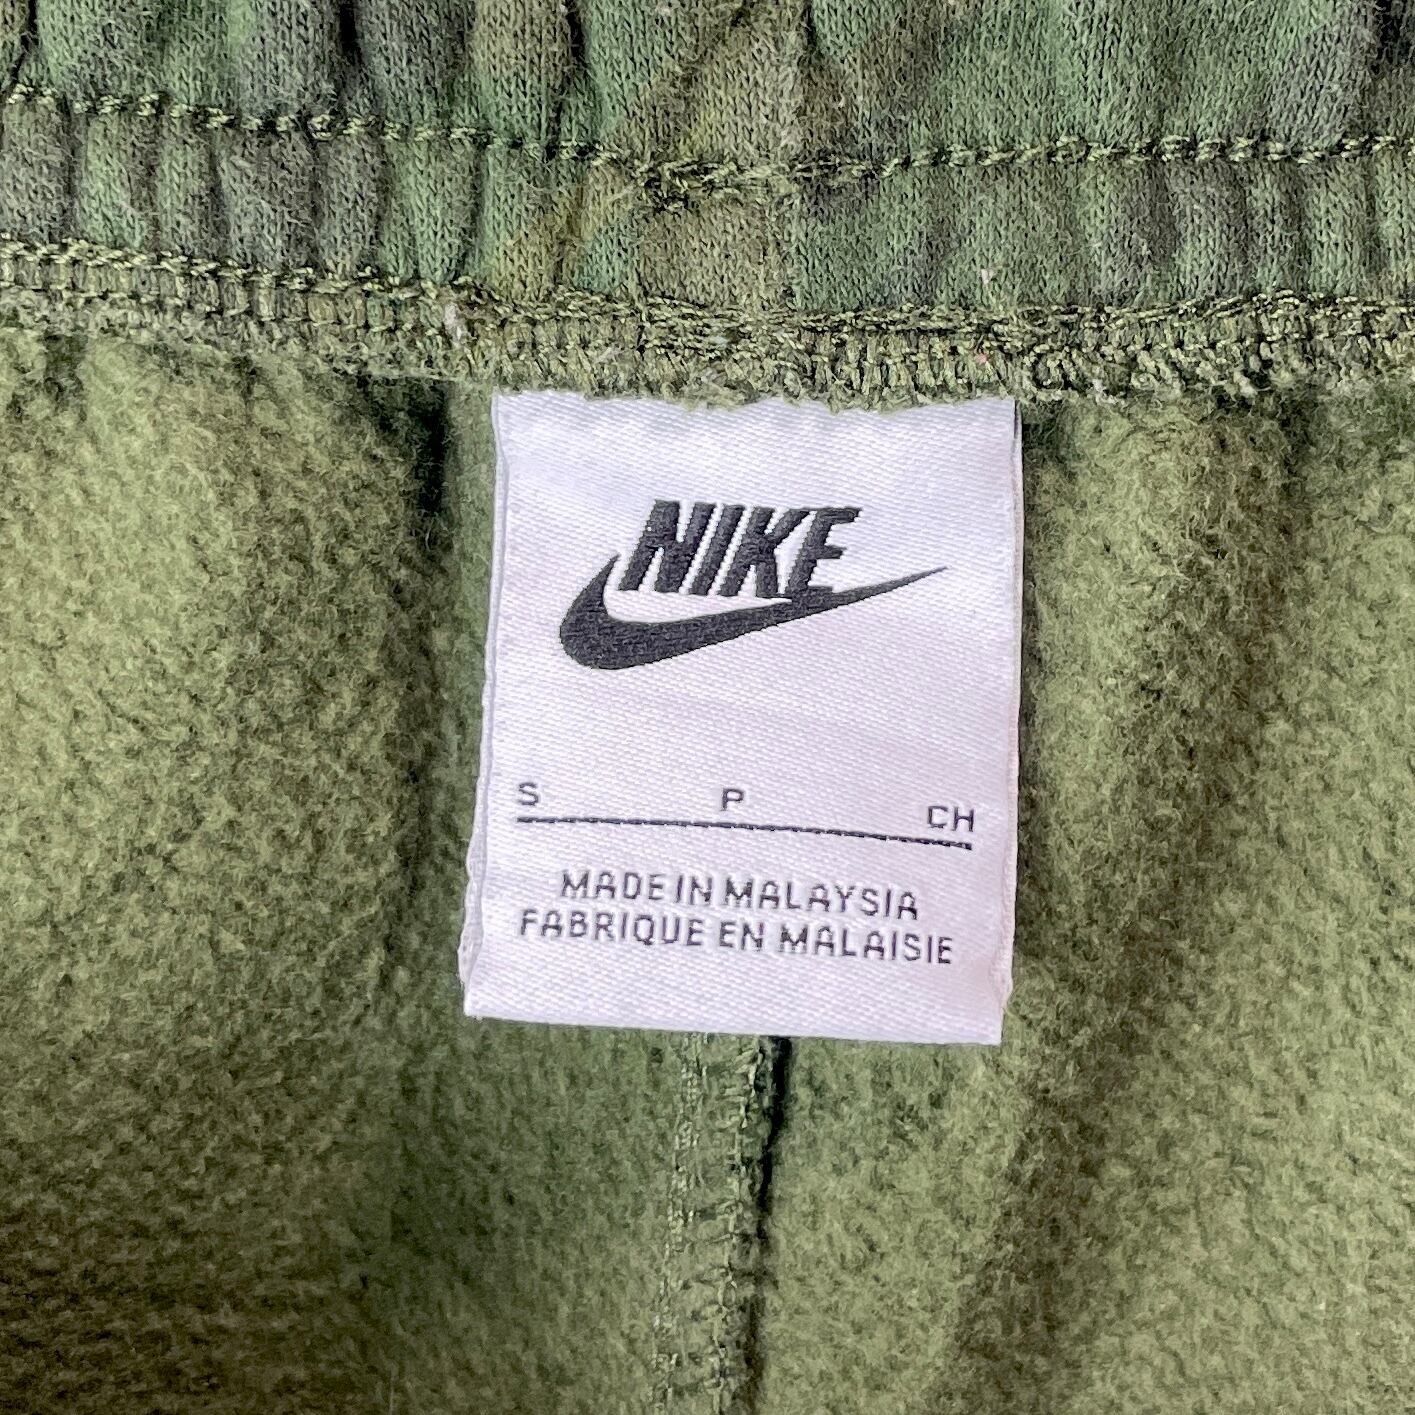 NIKE
S P CH
MADE IN MALAYSIA
FABRIQUE EN MALAISIE